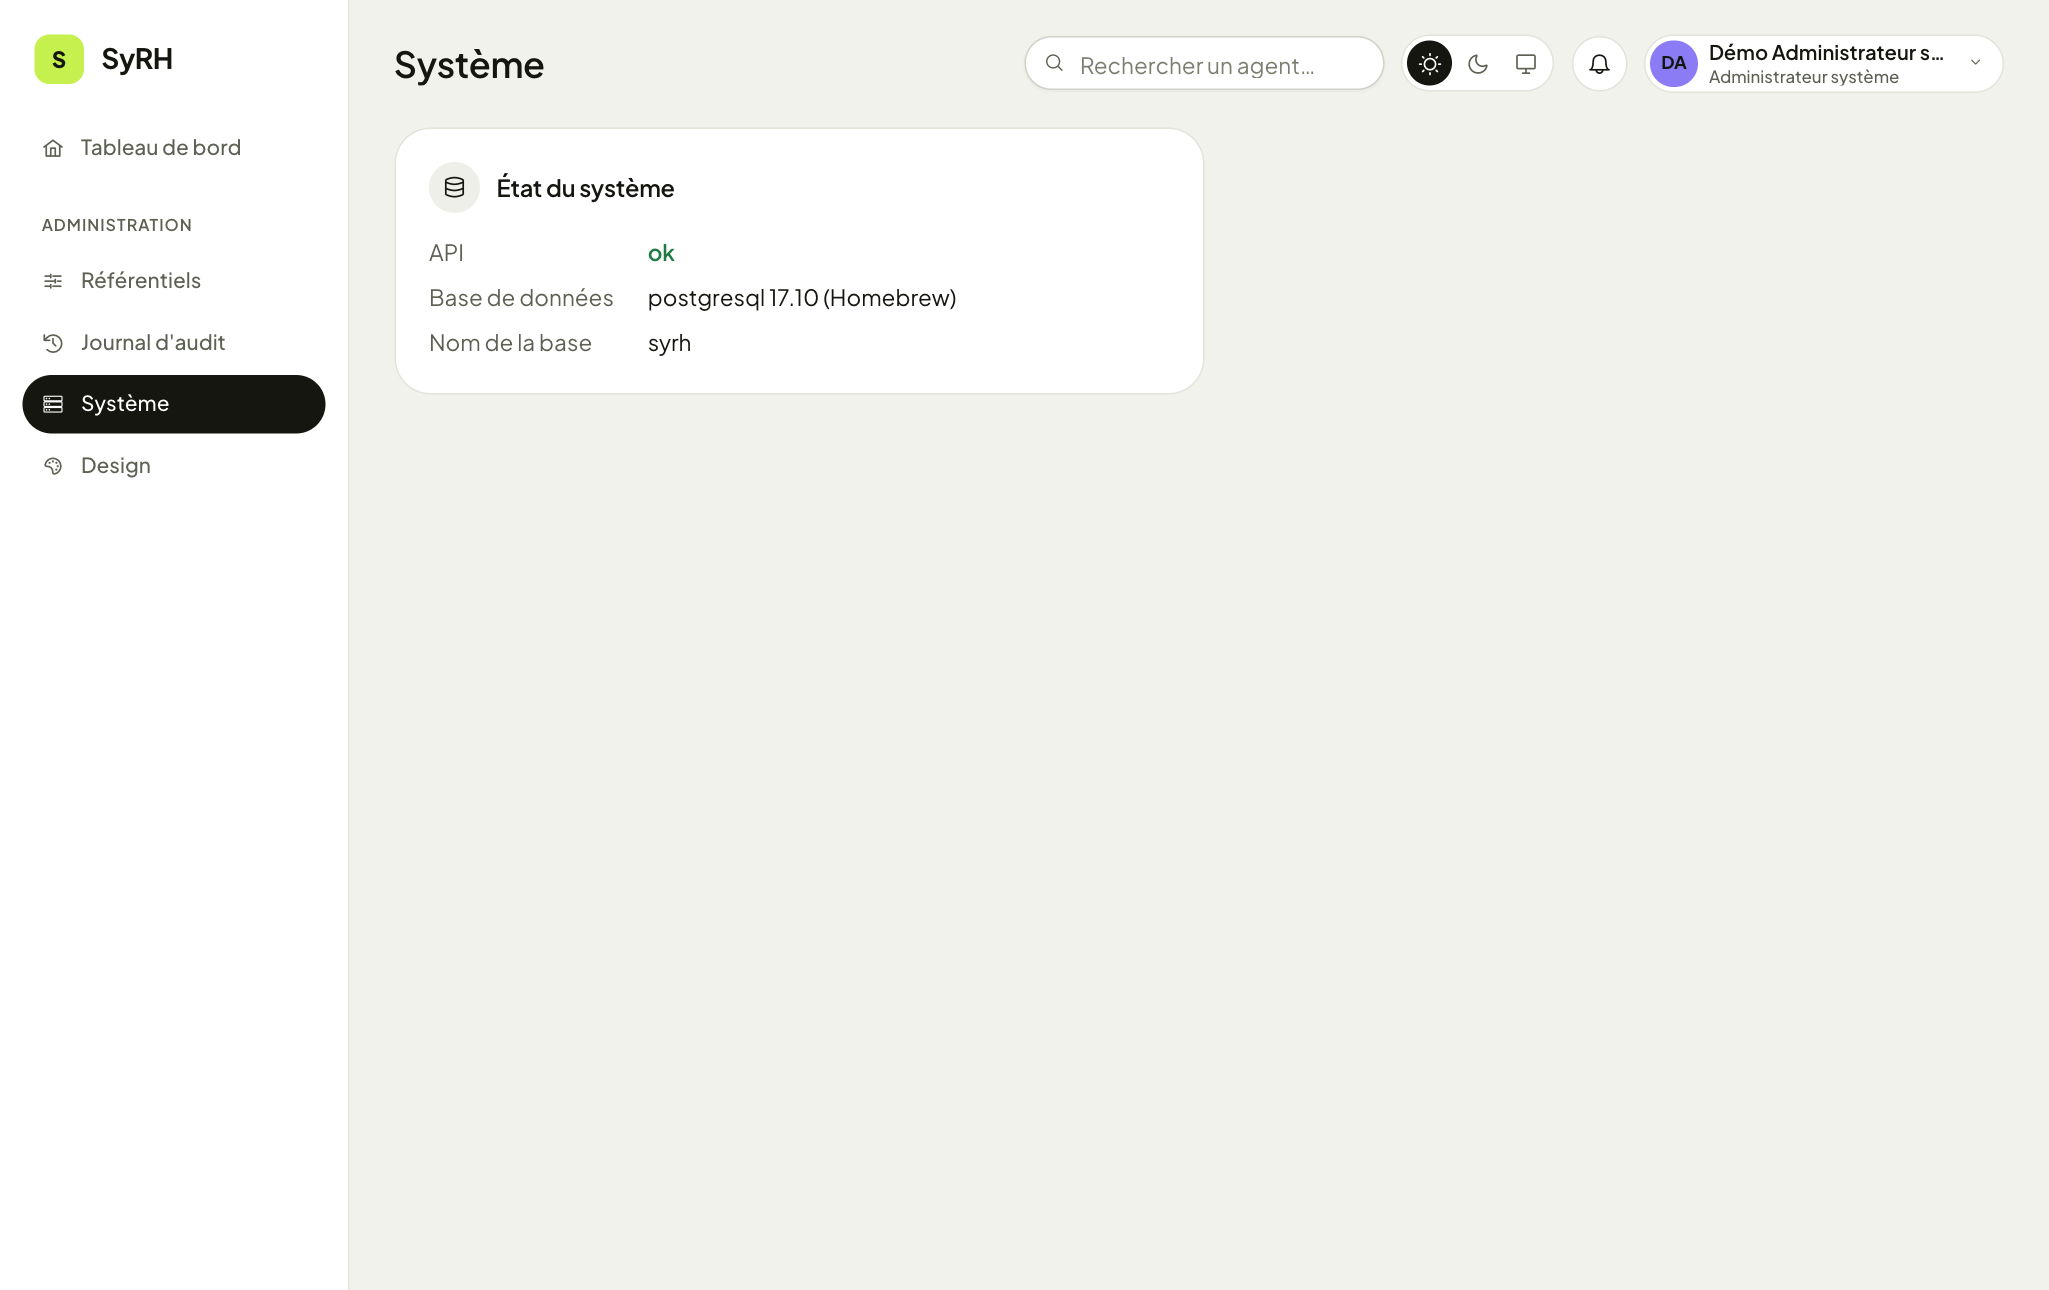 S SyRH
Tableau de bord
ADMINISTRATION
Référentiels
Journal d'audit
Système
Design
Système
Rechercher un agent...
DA
Démo Administrateur s...
Administrateur système
État du système
API ok
Base de données postgresql 17.10 (Homebrew)
Nom de la base syrh